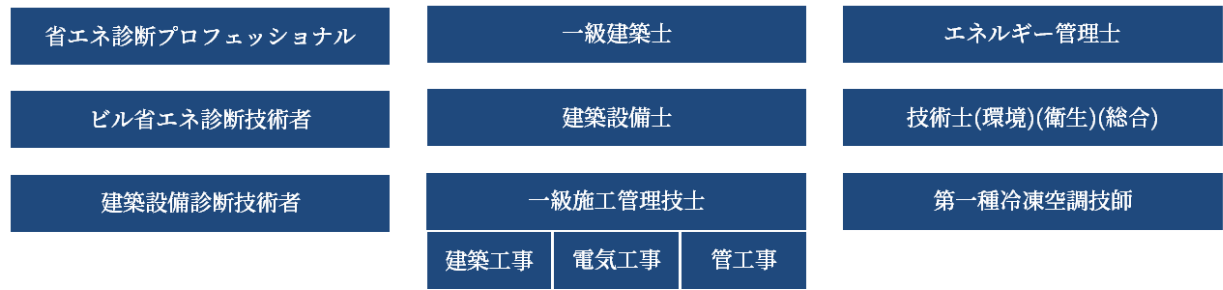 省エネ診断プロフェッショナル
一級建築士
エネルギー管理士
ビル省エネ診断技術者
建築設備士
技術士(環境)(衛生)(総合)
建築設備診断技術者
一級施工管理技士
第一種冷凍空調技師
建築工事
電気工事
管工事